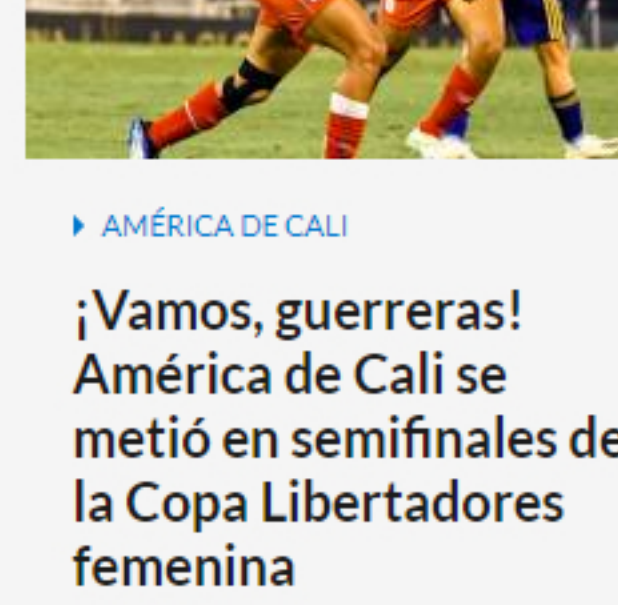 AMÉRICA DE CALI
¡Vamos, guerreras!
América de Cali se
metió en semifinales de
la Copa Libertadores
femenina